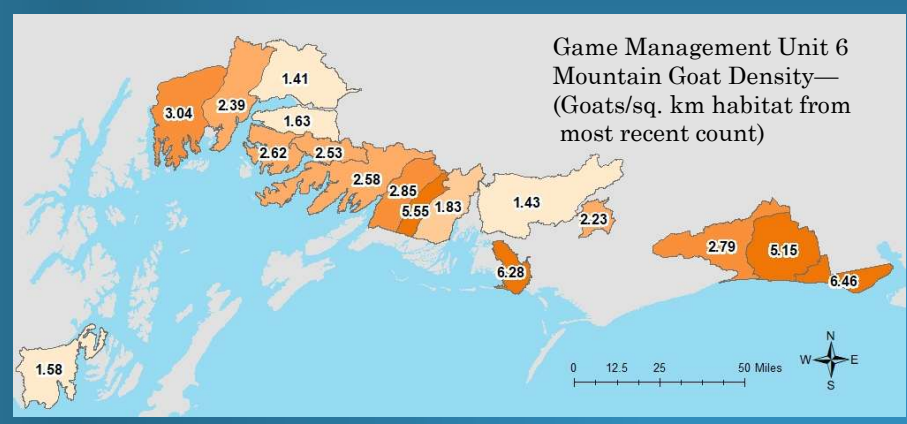 Game Management Unit 6
Mountain Goat Density—
(Goats/sq. km habitat from
most recent count)
1.41
2.39
3.04
1.63
2.62
2.53
2.58
2.85
5.55
1.83
1.43
2.23
2.79
5.15
6.28
6.46
1.58
0 12.5 25 50 Miles
N
W E
S